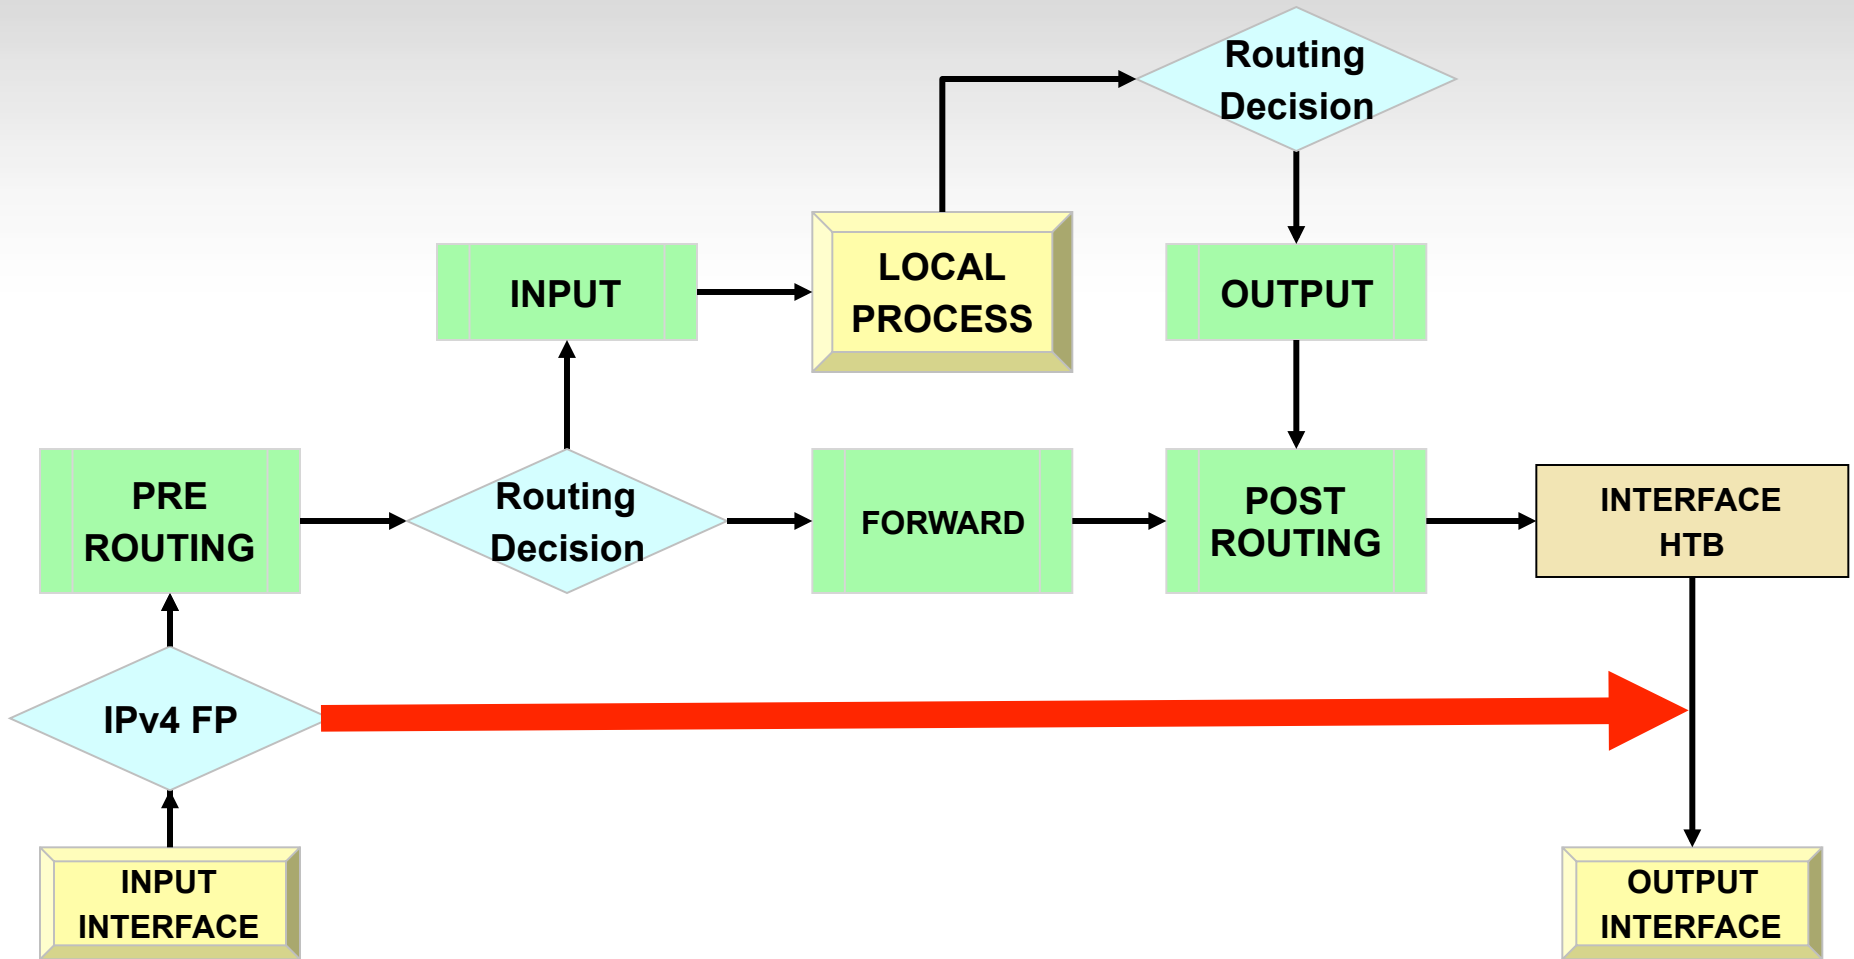 Routing
Decision
INPUT
LOCAL
PROCESS
OUTPUT
PRE
ROUTING
Routing
Decision
FORWARD
POST
ROUTING
INTERFACE
HTB
IPv4 FP
INPUT
INTERFACE
OUTPUT
INTERFACE